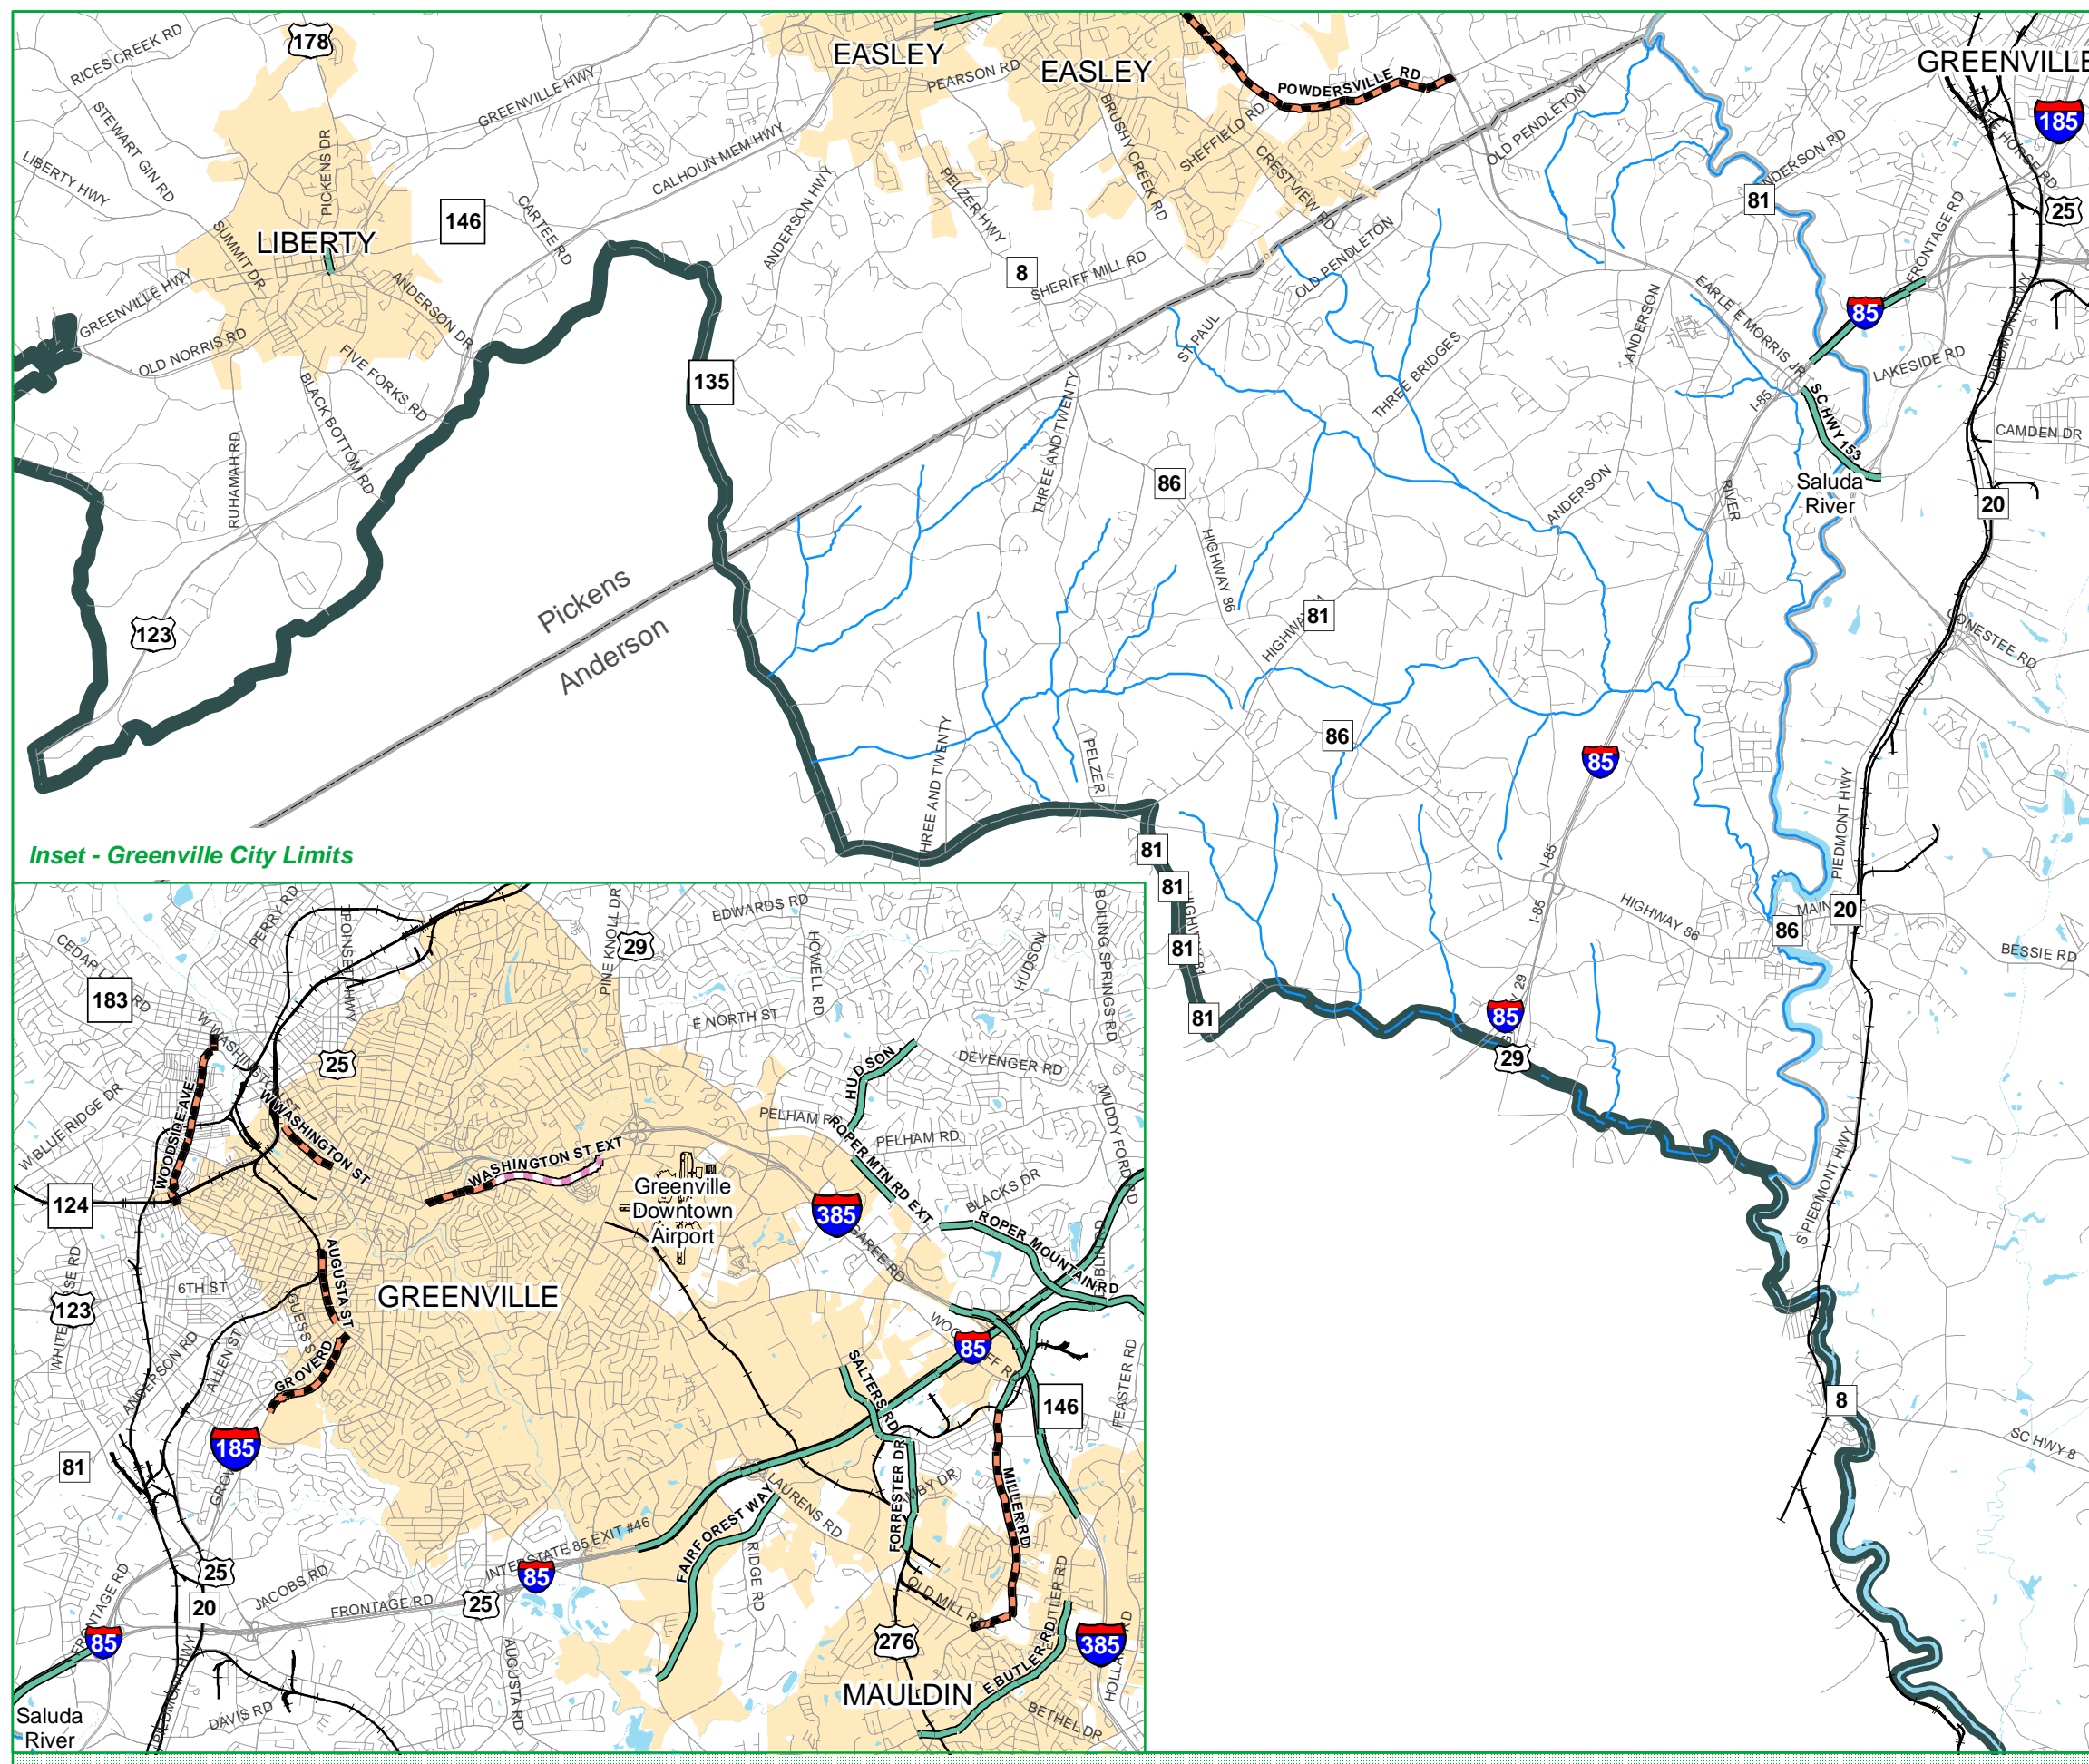 RICES CREEK RD
178
EASLEY
EASLEY
PEARSON RD
POWDERSVILLE RD
GREENVILLE
185
STEWART GIN RD
GREENVILLE HWY
BRUSHY CREEK RD
SHEFFIELD RD
OLD PENDLETON
LIBERTY HWY
PICKENS DR
CALHOUN MEM HWY
CRESTVIEW RD
PELZER HWY
81
25
146
CARTEE RD
ANDERSON HWY
SUMMIT DR
LIBERTY
FRONTAGE RD
8
SHERIFF MILL RD
OLD PENDLETON
GREENVILLE HWY
ANDERSON DR
EARLE E MORRIS JR
85
ANDERSON
PIEDMONT HWY
OLD NORRIS RD
FIVE FORKS RD
ST PAUL
THREE BRIDGES
LAKESIDE RD
135
BLACK BOTTOM RD
I-85
SC HWY 153
THREE AND TWENTY
CAMDEN DR
RUHAMAH RD
86
ANDERSON
RIVER
Saluda
River
20
HIGHWAY 86
Pickens
Anderson
123
81
86
85
THREE AND TWENTY
PELZER
PIEDMONT HWY
Inset - Greenville City Limits
81
I-85
81
81
81
I-85
HIGHWAY 86
MAIN
20
86
BESSIE RD
85
29
S PIEDMONT HWY
8
SC HWY 8
PERRY RD
POINSETT HWY
PINE KNOLL DR
EDWARDS RD
29
HOWELL RD
HUDSON
BOILING SPRINGS RD
183
W WASHINGTON ST
E NORTH ST
25
HUDSON
DEVENGER RD
W BLUE RIDGE DR
WOODSIDE AVE
W WASHINGTON ST
PELHAM RD
PELHAM RD
MUDDY FORD RD
ROPER MTN RD EXT
WASHINGTON ST EXT
Greenville
Downtown
Airport
124
385
BLACKS DR
ROPER MOUNTAIN RD
AUGUSTA ST
6TH ST
123
GREENVILLE
ANDERSON RD
ALLEN ST
GROVE RD
85
SALTERS RD
146
FEASTER RD
185
81
FORRESTER DR
MILLER RD
LAURENS RD
FAIRFOREST WAY
INTERSTATE 85 EXIT #46
RIDGE RD
85
25
25
20
JACOBS RD
FRONTAGE RD
OLD MILL RD
85
276
E BUTLER RD
385
MAULDIN
AUGUSTA RD
BETHEL DR
DAVIS RD
Saluda
River